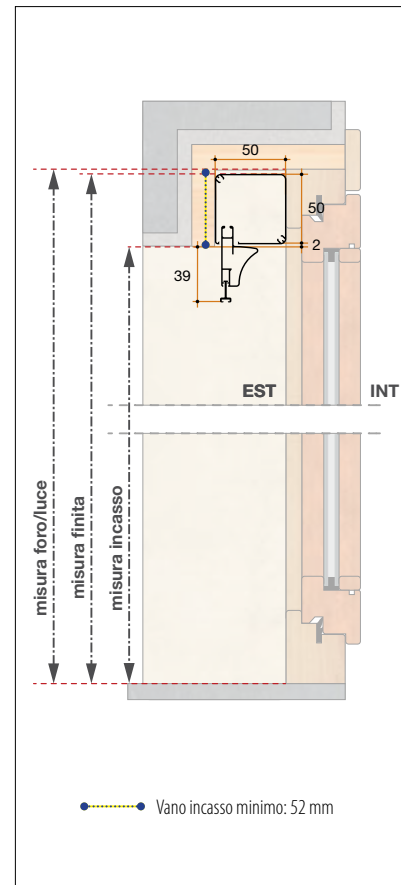 50
50
2
39
EST
INT
misura foro/luce
misura finita
misura incasso
Vano incasso minimo: 52 mm